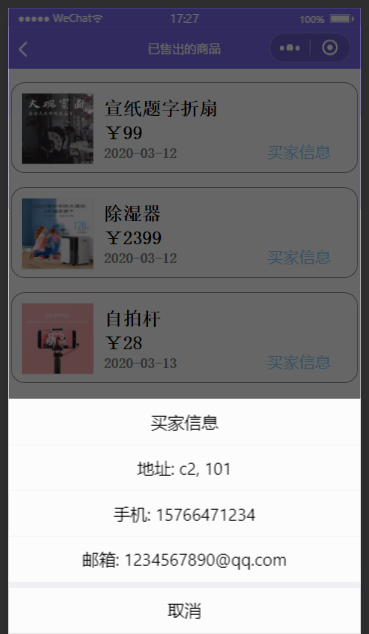 WeChat
17:27
100%
已售出的商品
宣纸题字折扇
￥99
2020-03-12
买家信息
除湿器
￥2399
2020-03-12
买家信息
自拍杆
￥28
2020-03-13
买家信息
买家信息
地址: c2, 101
手机: 15766471234
邮箱: 1234567890@qq.com
取消